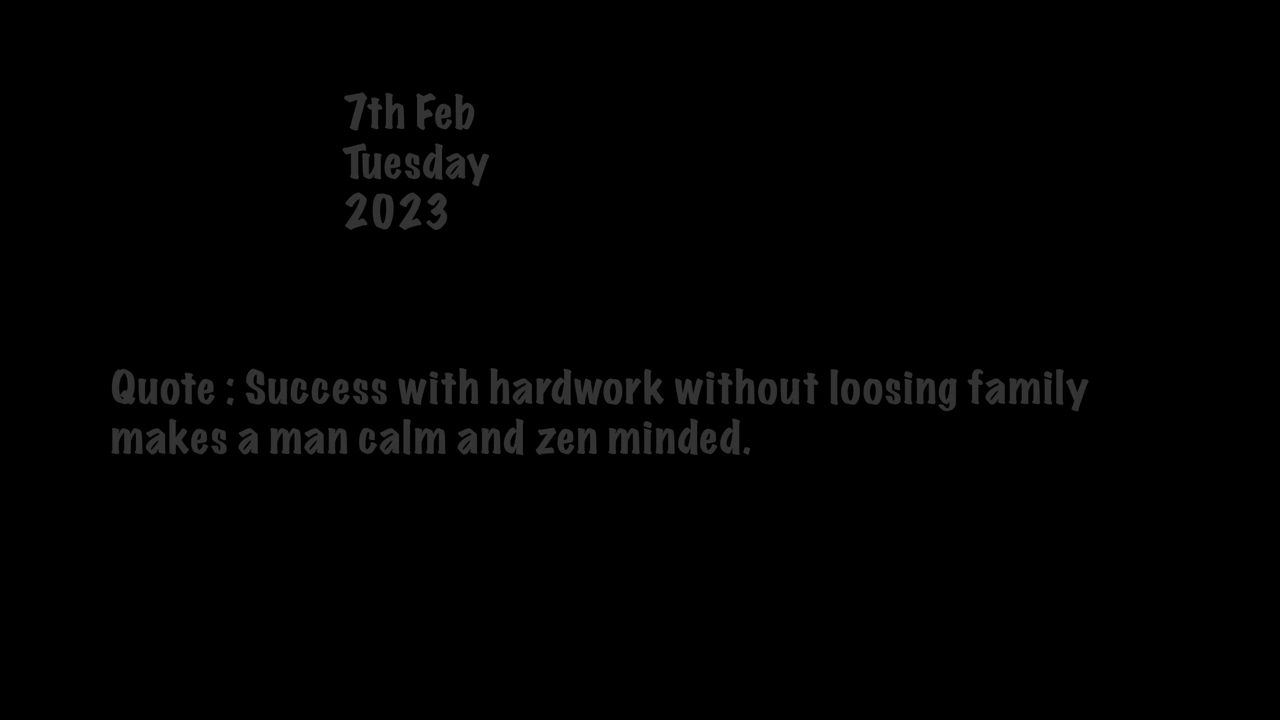 7th Feb
Tuesday
2023
Quote : Success with hardwork without loosing family
makes a man calm and zen minded.